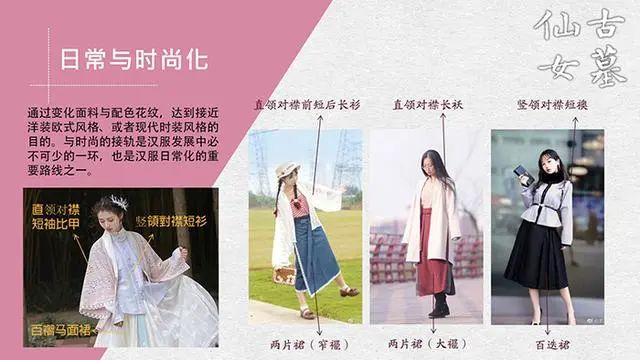 日常与时尚化
古墓
仙女
通过变化面料与配色花纹，达到接近
洋装欧式风格、或者现代时装风格的
目的。与时尚的接轨是汉服发展中必
不可少的一环，也是汉服日常化的重
要路线之一。
直领对襟
短袖比甲
竖領對襟短衫
百褶马面裙
直领对襟前短后长衫
直领对襟长袄
竖领对襟短襖
两片裙（窄褶）
两片裙（大褶）
百迭裙